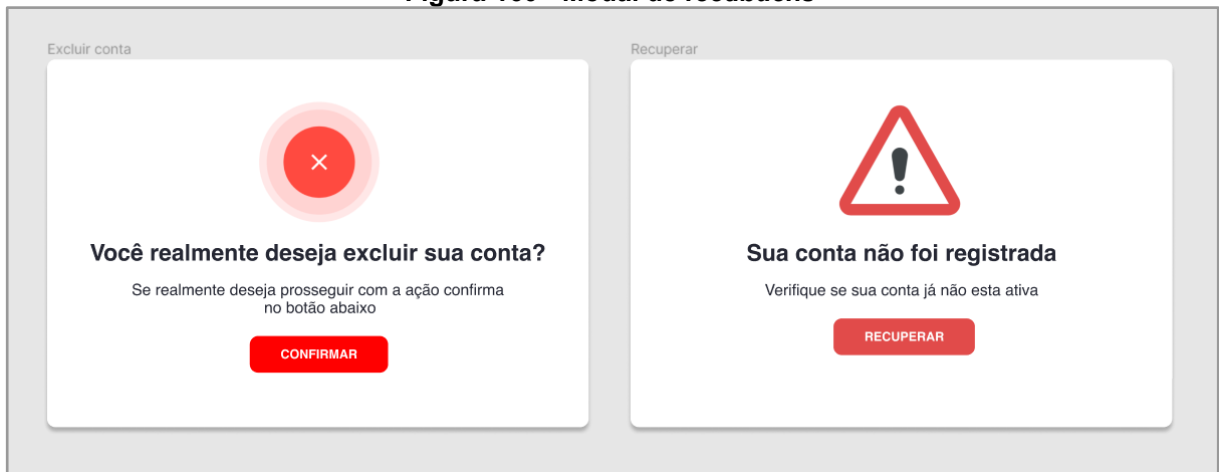 Excluir conta
Recuperar
Você realmente deseja excluir sua conta?
Se realmente deseja prosseguir com a ação confirma
no botão abaixo
CONFIRMAR
Sua conta não foi registrada
Verifique se sua conta já não esta ativa
RECUPERAR